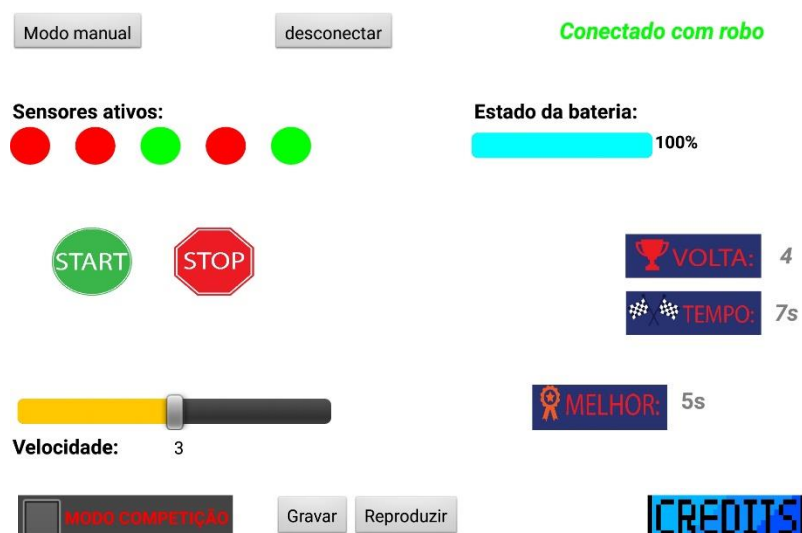 Modo manual
desconectar
Conectado com robo
Sensores ativos:
Estado da bateria:
100%
START
STOP
VOLTA: 4
TEMPO: 7s
MELHOR: 5s
Velocidade: 3
MODO COMPETIÇÃO
Gravar
Reproduzir
CREDITS